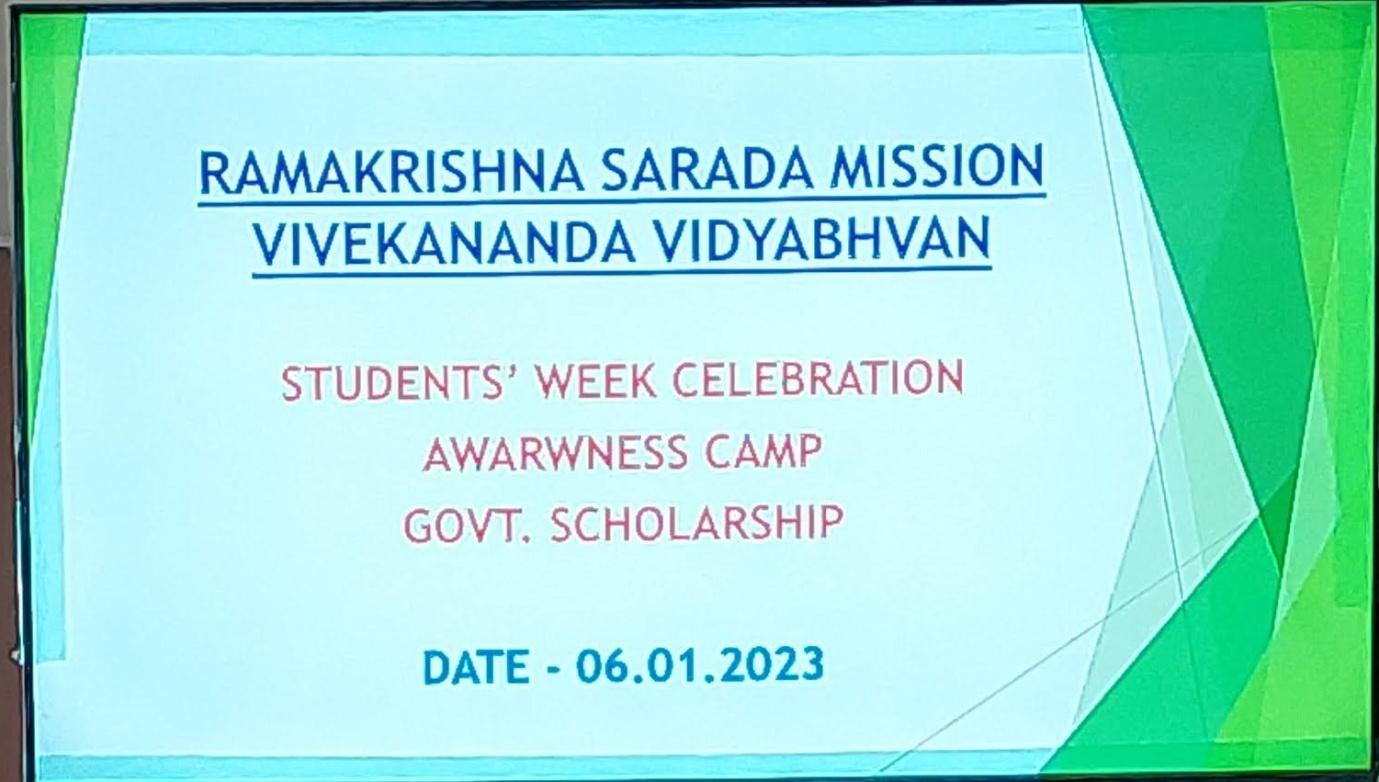 RAMAKRISHNA SARADA MISSION
VIVEKANANDA VIDYABHVAN
STUDENTS' WEEK CELEBRATION
AWARWNESS CAMP
GOVT. SCHOLARSHIP
DATE - 06.01.2023